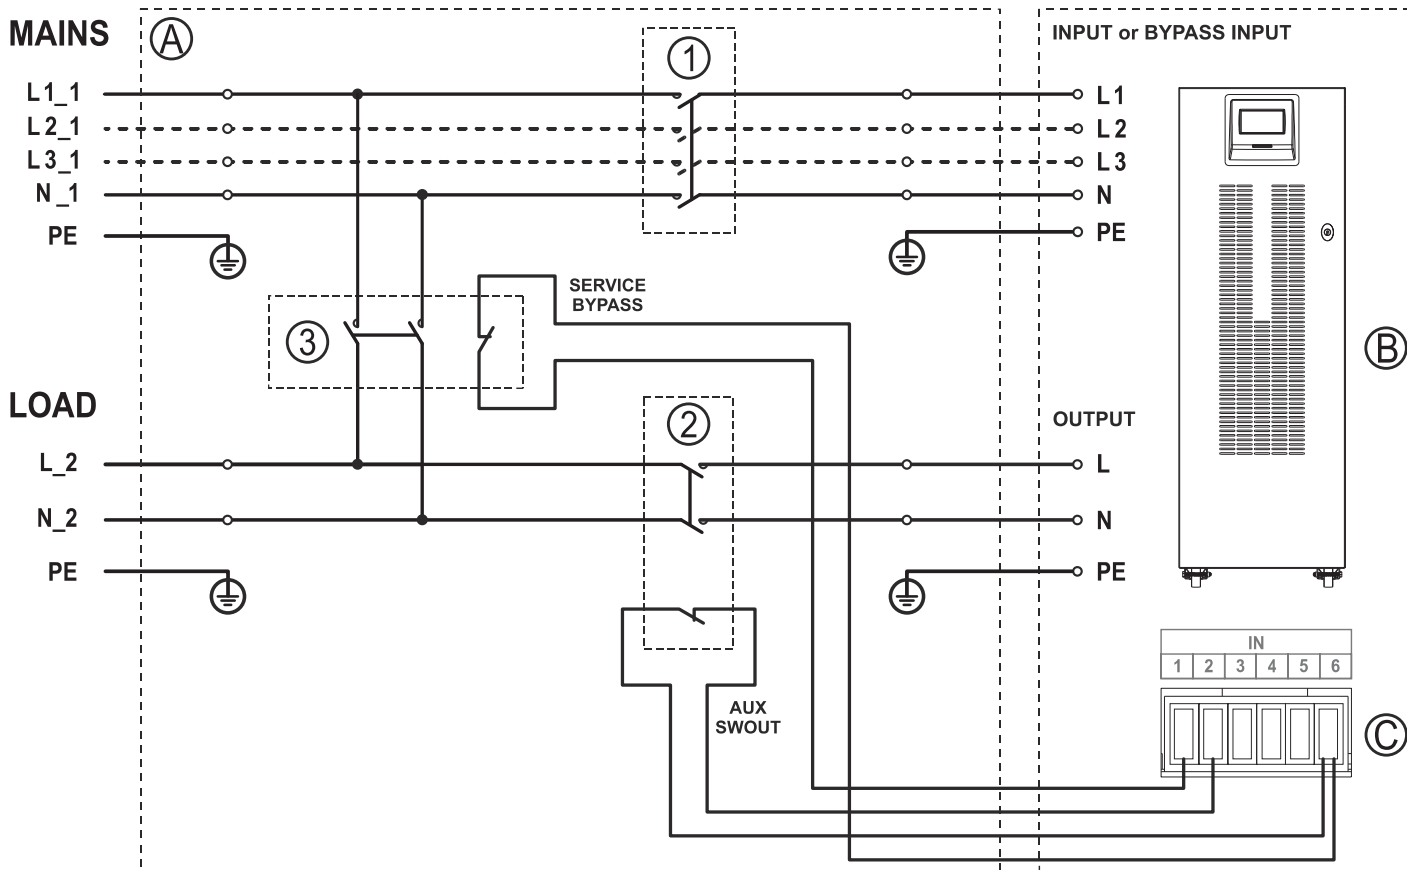 MAINS
A
1
INPUT or BYPASS INPUT
L1_1
L1
L2_1
L2
L3_1
L3
N_1
N
PE
PE
SERVICE
BYPASS
3
B
LOAD
2
OUTPUT
L_2
L
N_2
N
PE
PE
IN
1 2 3 4 5 6
AUX
SWOUT
C